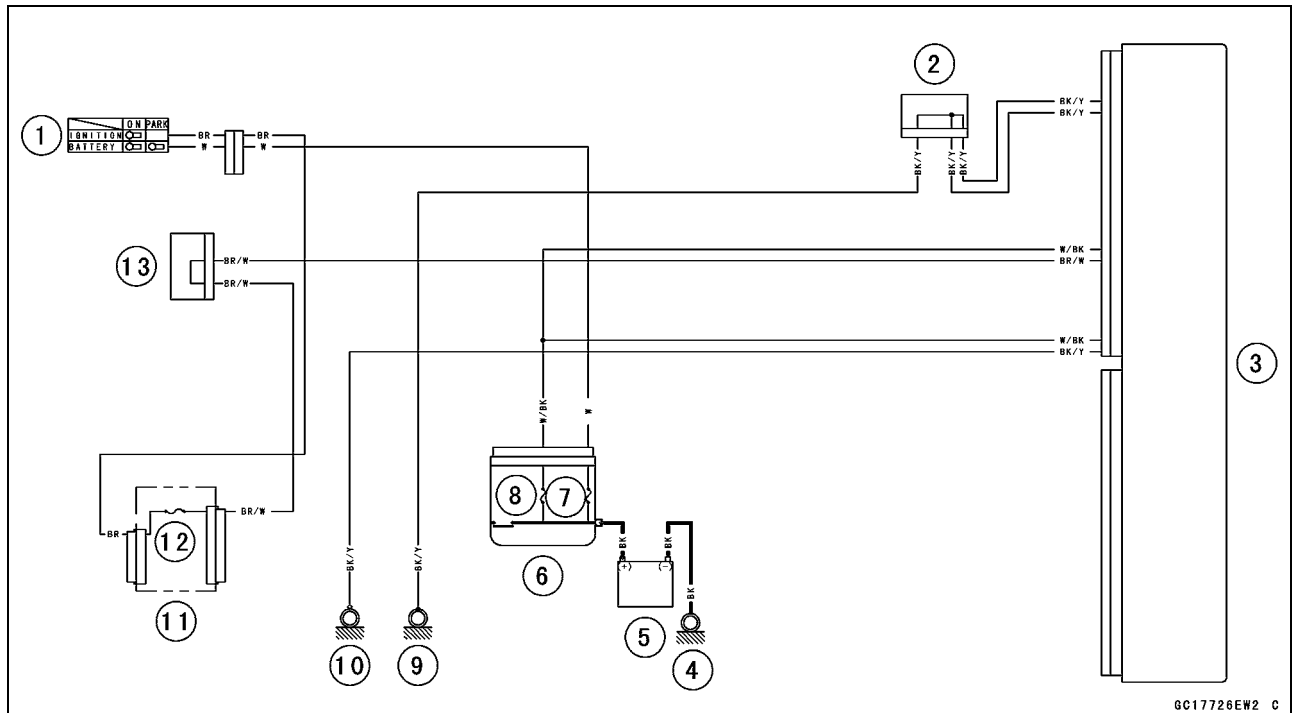 1
ON PARK
IGNITION
BATTERY
BR
W
BR
W
2
BK/Y
BK/Y
BK/Y
BK/Y
BK/Y
3
13
BR/W
BR/W
W/BK
BR/W
W/BK
BK/Y
W/BK
W
8
7
6
BK
BK
(+)
(-)
BK
5
4
BR
12
BR/W
11
BK/Y
BK/Y
10
9
GC17726EW2 C